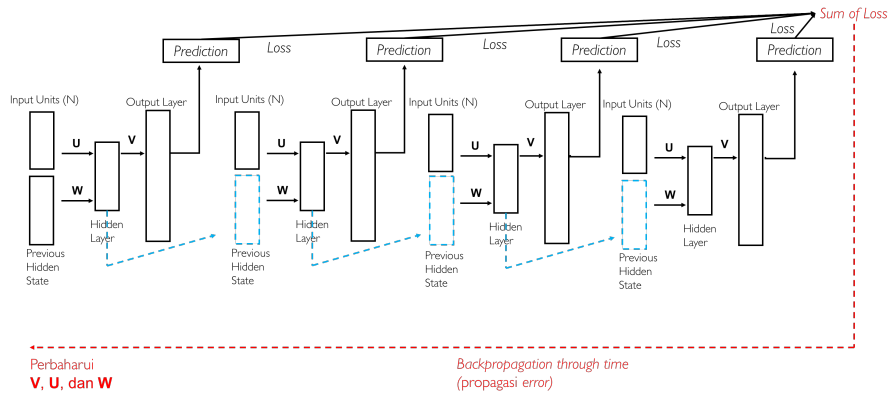 Sum of Loss
Loss
Loss
Loss
Loss
Prediction
Prediction
Prediction
Prediction
Input Units (N)
Output Layer
U
V
W
Hidden
Layer
Previous
Hidden
State
Input Units (N)
Output Layer
U
V
W
Hidden
Layer
Previous
Hidden
State
Input Units (N)
Output Layer
U
V
W
Hidden
Layer
Previous
Hidden
State
Input Units (N)
Output Layer
U
V
W
Hidden
Layer
Previous
Hidden
State
Perbaharui
V, U, dan W
Backpropagation through time
(propagasi error)